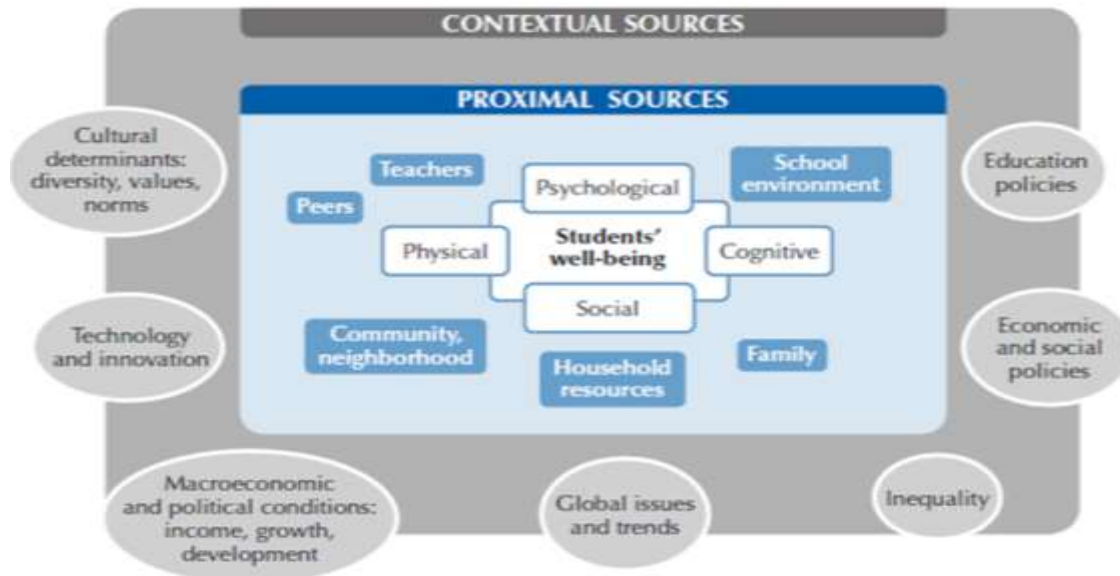 CONTEXTUAL SOURCES
PROXIMAL SOURCES
Cultural
determinants:
diversity, values,
norms
Teachers
Peers
Psychological
School
environment
Education
policies
Physical
Students’
well-being
Cognitive
Social
Technology
and innovation
Community,
neighborhood
Household
resources
Family
Economic
and social
policies
Macroeconomic
and political conditions:
income, growth,
development
Global issues
and trends
Inequality